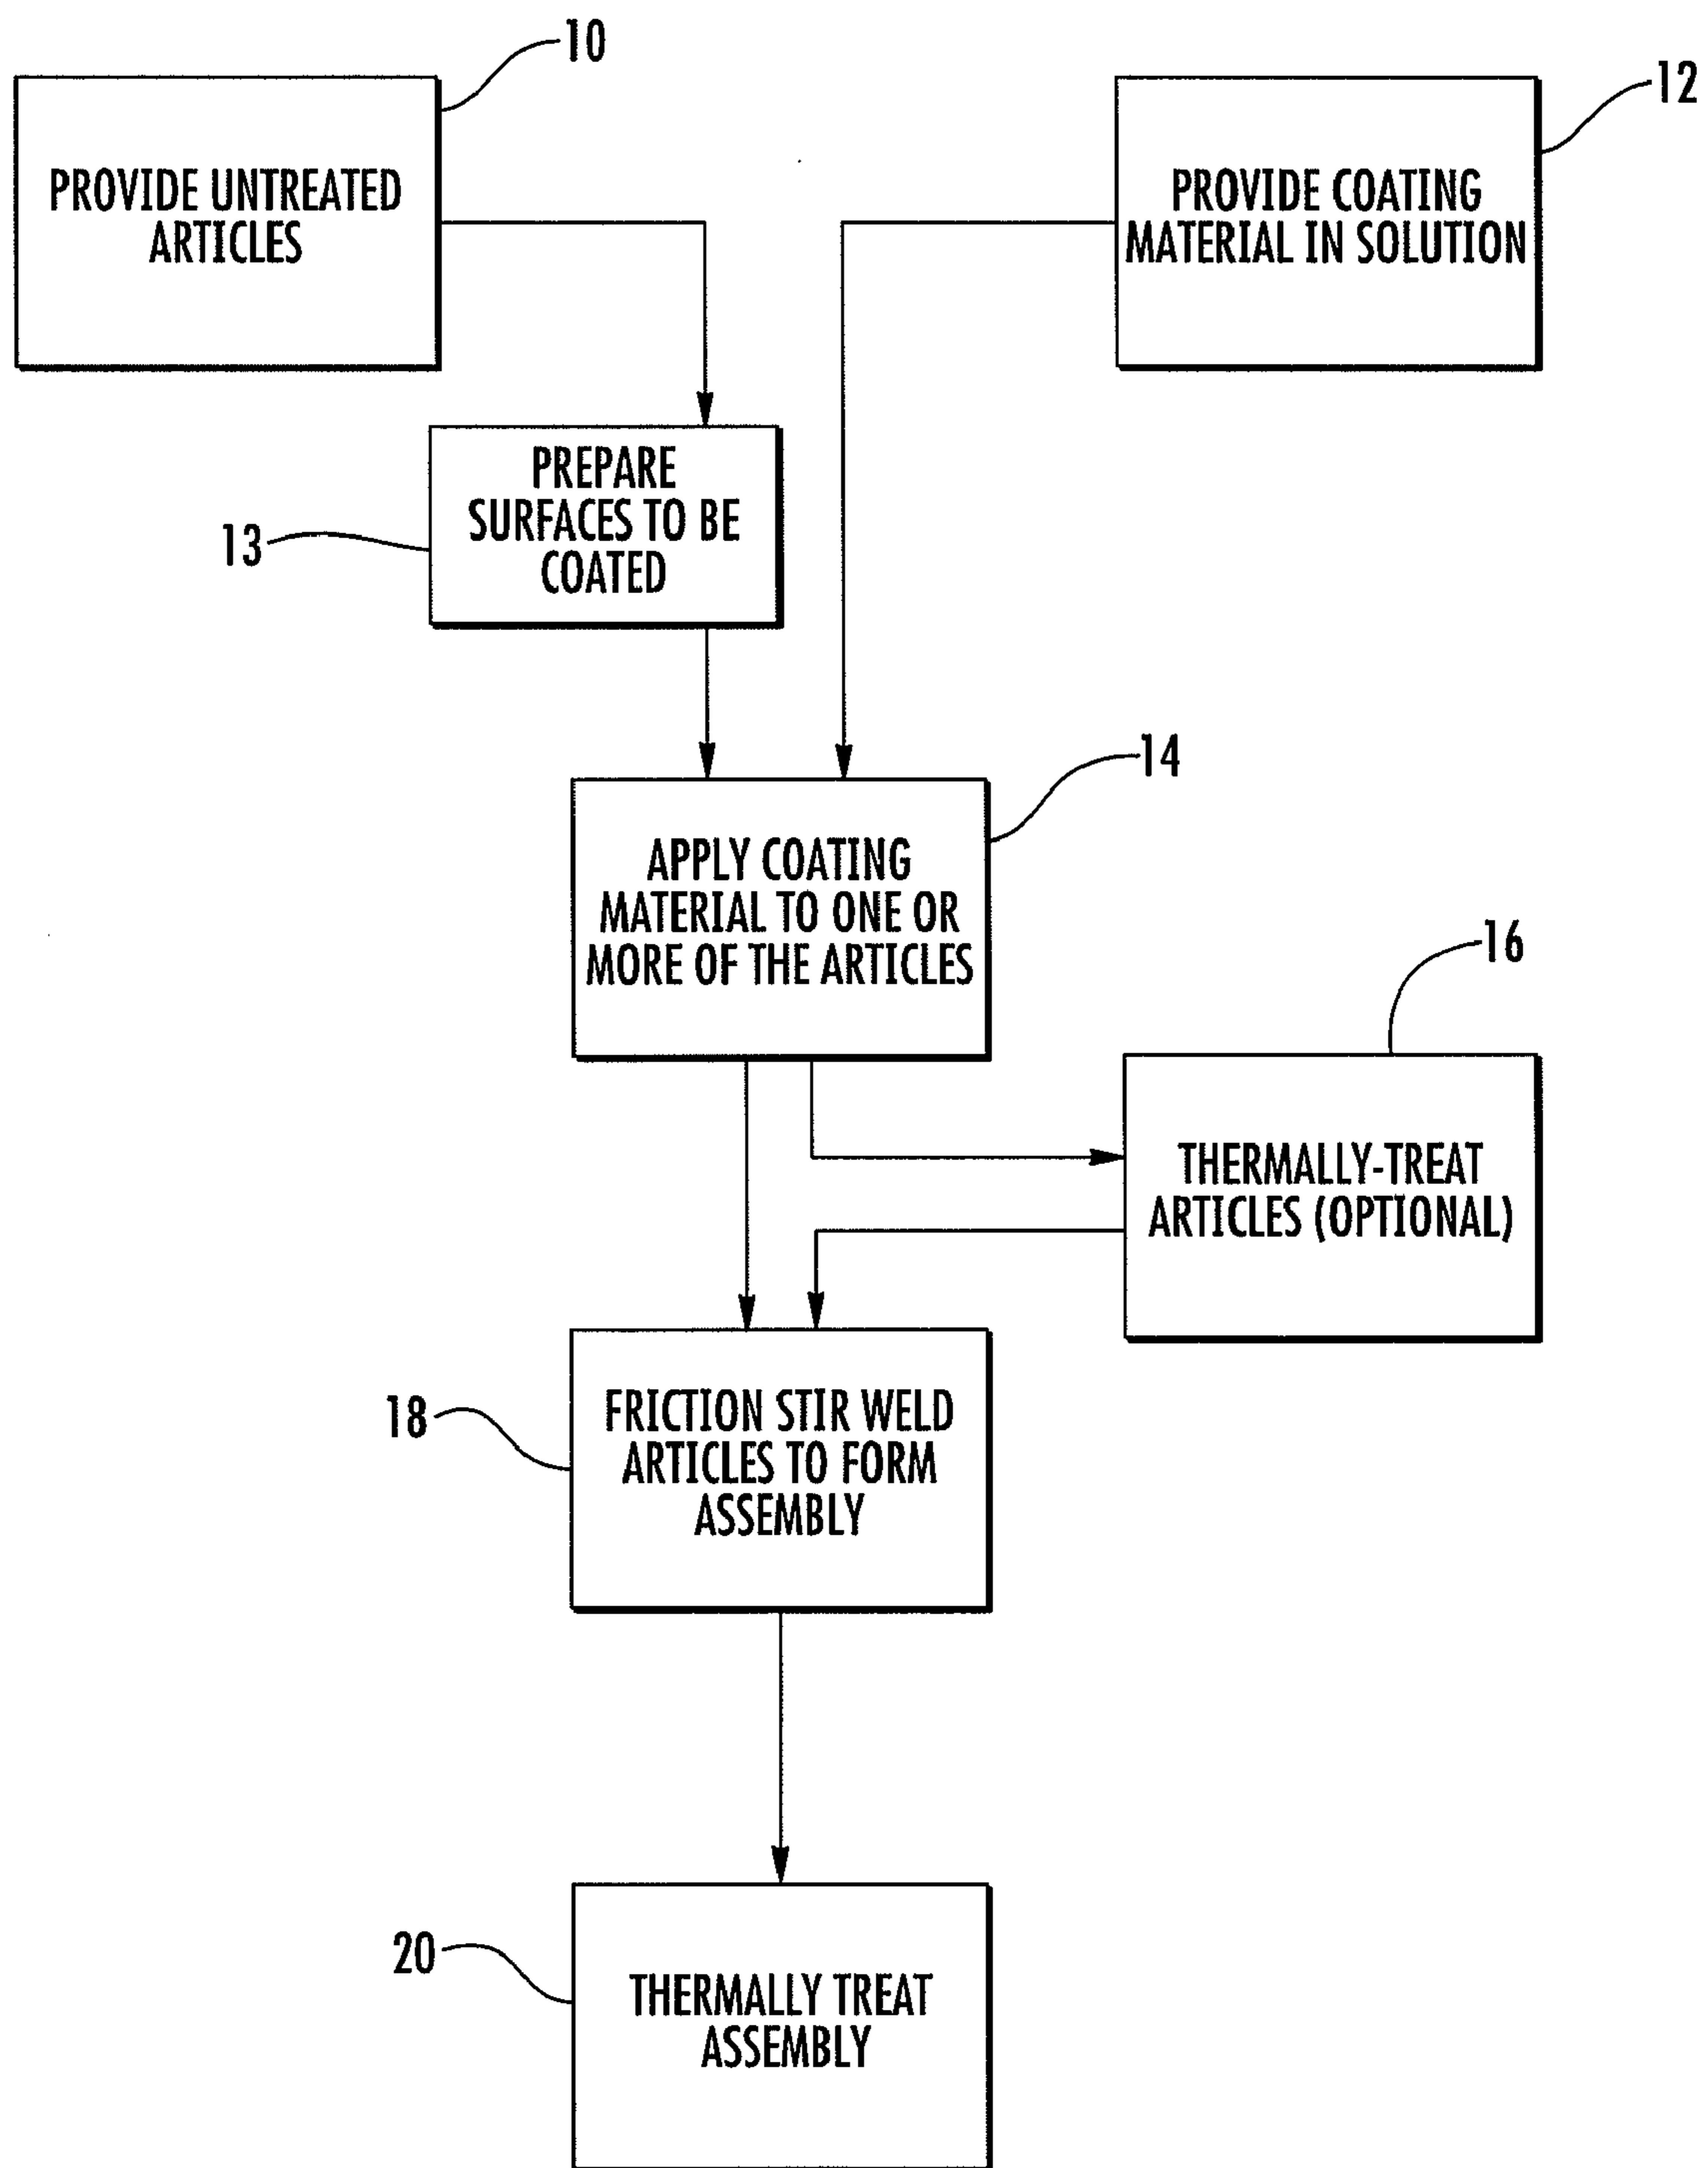 10
PROVIDE UNTREATED
ARTICLES
12
PROVIDE COATING
MATERIAL IN SOLUTION
13
PREPARE
SURFACES TO BE
COATED
14
APPLY COATING
MATERIAL TO ONE OR
MORE OF THE ARTICLES
16
THERMALLY-TREAT
ARTICLES (OPTIONAL)
18
FRICTION STIR WELD
ARTICLES TO FORM
ASSEMBLY
20
THERMALLY TREAT
ASSEMBLY